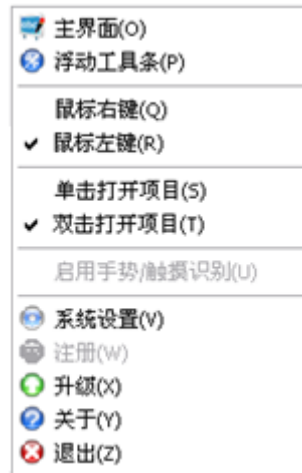 主界面(O)
浮动工具条(P)
鼠标右键(Q)
鼠标左键(R)
单击打开项目(S)
双击打开项目(T)
启用手势/触摸识别(U)
系统设置(V)
注册(W)
升级(X)
关于(Y)
退出(Z)